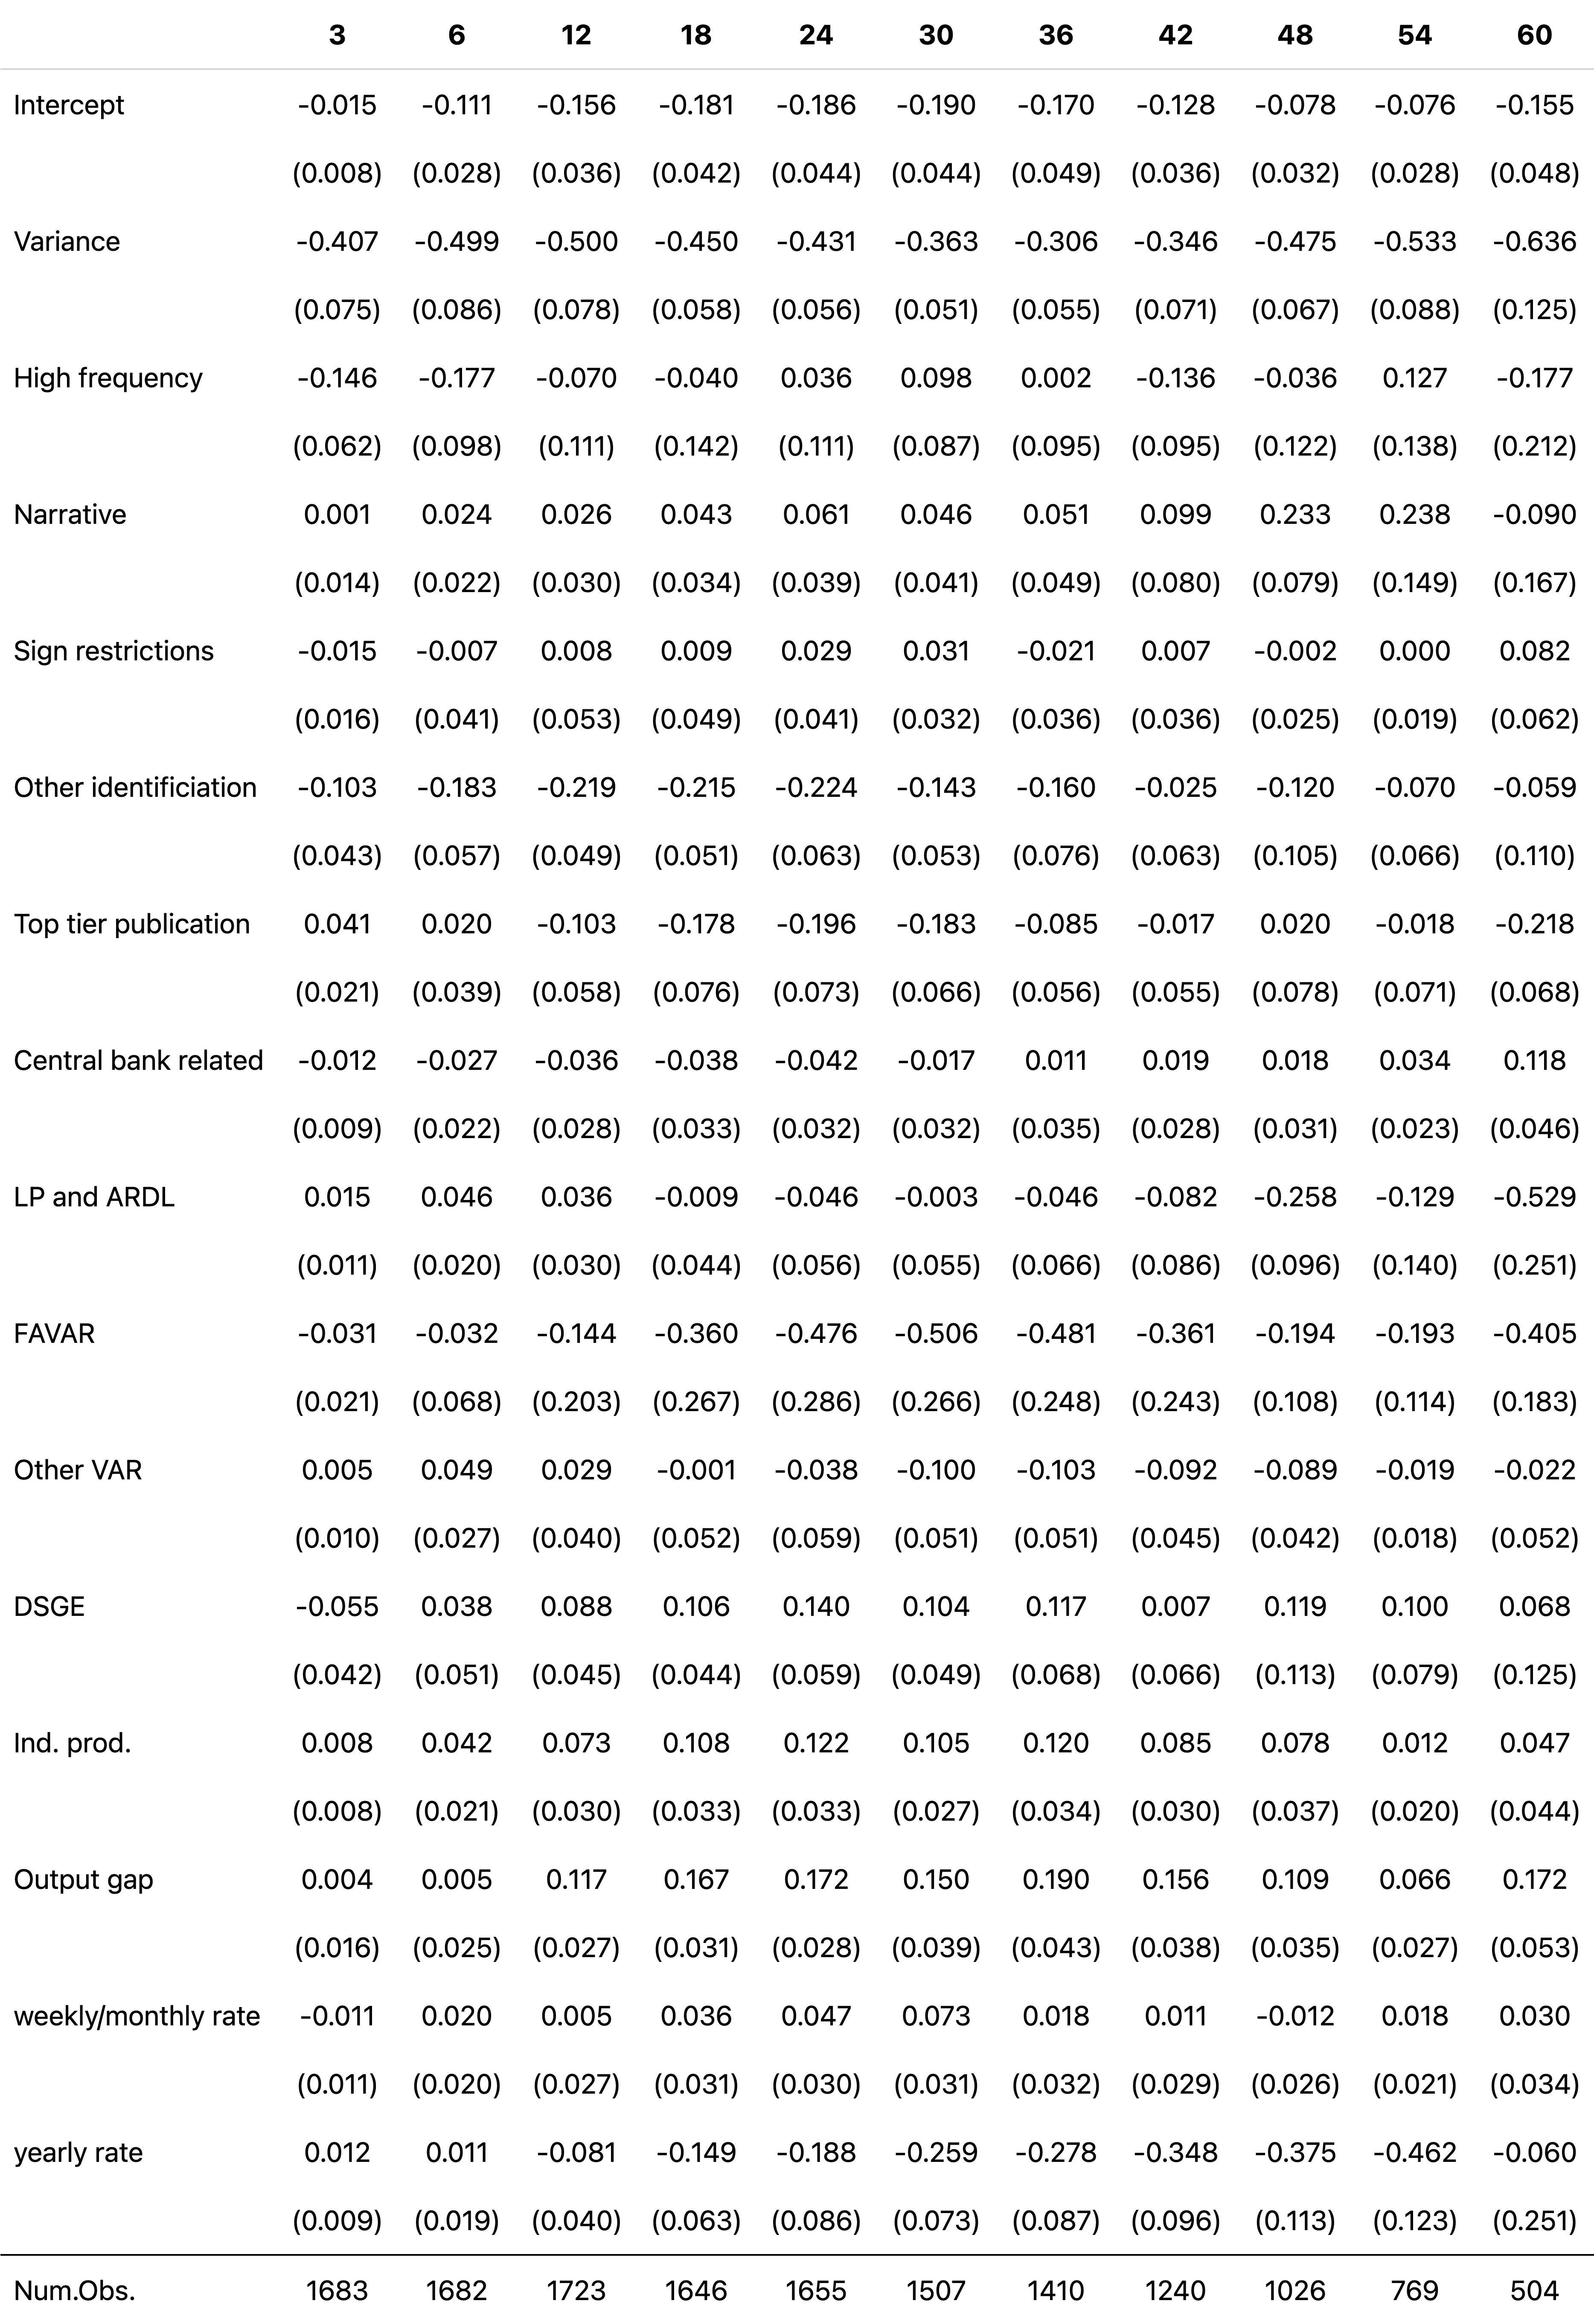 3 6 12 18 24 30 36 42 48 54 60
Intercept -0.015 -0.111 -0.156 -0.181 -0.186 -0.190 -0.170 -0.128 -0.078 -0.076 -0.155
(0.008) (0.028) (0.036) (0.042) (0.044) (0.044) (0.049) (0.036) (0.032) (0.028) (0.048)
Variance -0.407 -0.499 -0.500 -0.450 -0.431 -0.363 -0.306 -0.346 -0.475 -0.533 -0.636
(0.075) (0.086) (0.078) (0.058) (0.056) (0.051) (0.055) (0.071) (0.067) (0.088) (0.125)
High frequency -0.146 -0.177 -0.070 -0.040 0.036 0.098 0.002 -0.136 -0.036 0.127 -0.177
(0.062) (0.098) (0.111) (0.142) (0.111) (0.087) (0.095) (0.095) (0.122) (0.138) (0.212)
Narrative 0.001 0.024 0.026 0.043 0.061 0.046 0.051 0.099 0.233 0.238 -0.090
(0.014) (0.022) (0.030) (0.034) (0.039) (0.041) (0.049) (0.080) (0.079) (0.149) (0.167)
Sign restrictions -0.015 -0.007 0.008 0.009 0.029 0.031 -0.021 0.007 -0.002 0.000 0.082
(0.016) (0.041) (0.053) (0.049) (0.041) (0.032) (0.036) (0.036) (0.025) (0.019) (0.062)
Other identificiation -0.103 -0.183 -0.219 -0.215 -0.224 -0.143 -0.160 -0.025 -0.120 -0.070 -0.059
(0.043) (0.057) (0.049) (0.051) (0.063) (0.053) (0.076) (0.063) (0.105) (0.066) (0.110)
Top tier publication 0.041 0.020 -0.103 -0.178 -0.196 -0.183 -0.085 -0.017 0.020 -0.018 -0.218
(0.021) (0.039) (0.058) (0.076) (0.073) (0.066) (0.056) (0.055) (0.078) (0.071) (0.068)
Central bank related -0.012 -0.027 -0.036 -0.038 -0.042 -0.017 0.011 0.019 0.018 0.034 0.118
(0.009) (0.022) (0.028) (0.033) (0.032) (0.032) (0.035) (0.028) (0.031) (0.023) (0.046)
LP and ARDL 0.015 0.046 0.036 -0.009 -0.046 -0.003 -0.046 -0.082 -0.258 -0.129 -0.529
(0.011) (0.020) (0.030) (0.044) (0.056) (0.055) (0.066) (0.086) (0.096) (0.140) (0.251)
FAVAR -0.031 -0.032 -0.144 -0.360 -0.476 -0.506 -0.481 -0.361 -0.194 -0.193 -0.405
(0.021) (0.068) (0.203) (0.267) (0.286) (0.266) (0.248) (0.243) (0.108) (0.114) (0.183)
Other VAR 0.005 0.049 0.029 -0.001 -0.038 -0.100 -0.103 -0.092 -0.089 -0.019 -0.022
(0.010) (0.027) (0.040) (0.052) (0.059) (0.051) (0.051) (0.045) (0.042) (0.018) (0.052)
DSGE -0.055 0.038 0.088 0.106 0.140 0.104 0.117 0.007 0.119 0.100 0.068
(0.042) (0.051) (0.045) (0.044) (0.059) (0.049) (0.068) (0.066) (0.113) (0.079) (0.125)
Ind. prod. 0.008 0.042 0.073 0.108 0.122 0.105 0.120 0.085 0.078 0.012 0.047
(0.008) (0.021) (0.030) (0.033) (0.033) (0.027) (0.034) (0.030) (0.037) (0.020) (0.044)
Output gap 0.004 0.005 0.117 0.167 0.172 0.150 0.190 0.156 0.109 0.066 0.172
(0.016) (0.025) (0.027) (0.031) (0.028) (0.039) (0.043) (0.038) (0.035) (0.027) (0.053)
weekly/monthly rate -0.011 0.020 0.005 0.036 0.047 0.073 0.018 0.011 -0.012 0.018 0.030
(0.011) (0.020) (0.027) (0.031) (0.030) (0.031) (0.032) (0.029) (0.026) (0.021) (0.034)
yearly rate 0.012 0.011 -0.081 -0.149 -0.188 -0.259 -0.278 -0.348 -0.375 -0.462 -0.060
(0.009) (0.019) (0.040) (0.063) (0.086) (0.073) (0.087) (0.096) (0.113) (0.123) (0.251)
Num.Obs. 1683 1682 1723 1646 1655 1507 1410 1240 1026 769 504